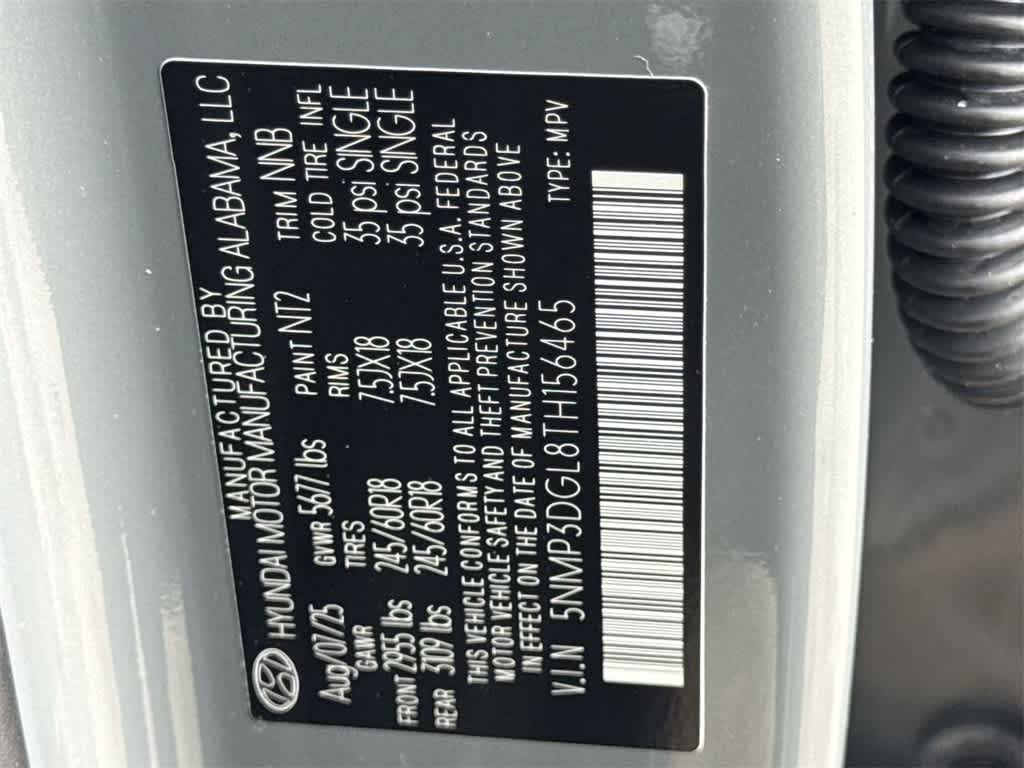 MANUFACTURED BY
HYUNDAI MOTOR MANUFACTURING ALABAMA, LLC
Aug/07/25 GVWR 5677 lbs PAINT NT2 TRIM NNB
GAWR TIRES RIMS COLD TIRE INFL
FRONT 2955 lbs 245/60R18 7.5JX18 35 psi SINGLE
REAR 3109 lbs 245/60R18 7.5JX18 35 psi SINGLE
THIS VEHICLE CONFORMS TO ALL APPLICABLE U.S.A. FEDERAL
MOTOR VEHICLE SAFETY AND THEFT PREVENTION STANDARDS
IN EFFECT ON THE DATE OF MANUFACTURE SHOWN ABOVE
V.I.N 5NMP3DGL8TH156465 TYPE: MPV